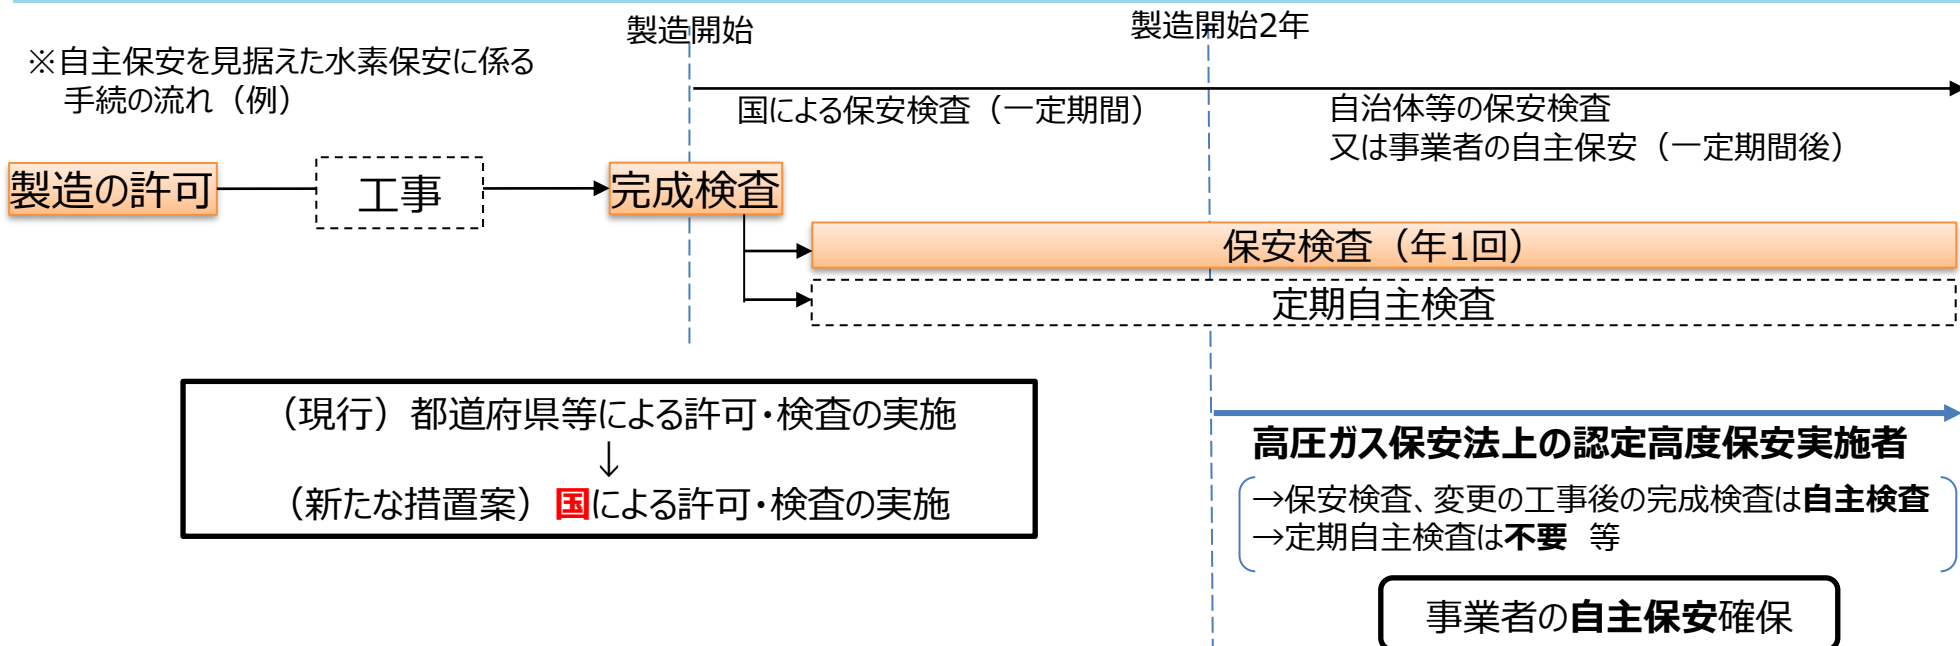 製造開始
製造開始2年
※自主保安を見据えた水素保安に係る
手続の流れ（例）
国による保安検査（一定期間）
自治体等の保安検査
又は事業者の自主保安（一定期間後）
製造の許可
工事
完成検査
保安検査（年1回）
定期自主検査
（現行）都道府県等による許可・検査の実施
↓
（新たな措置案）国による許可・検査の実施
高圧ガス保安法上の認定高度保安実施者
→保安検査、変更の工事後の完成検査は自主検査
→定期自主検査は不要 等
事業者の自主保安確保